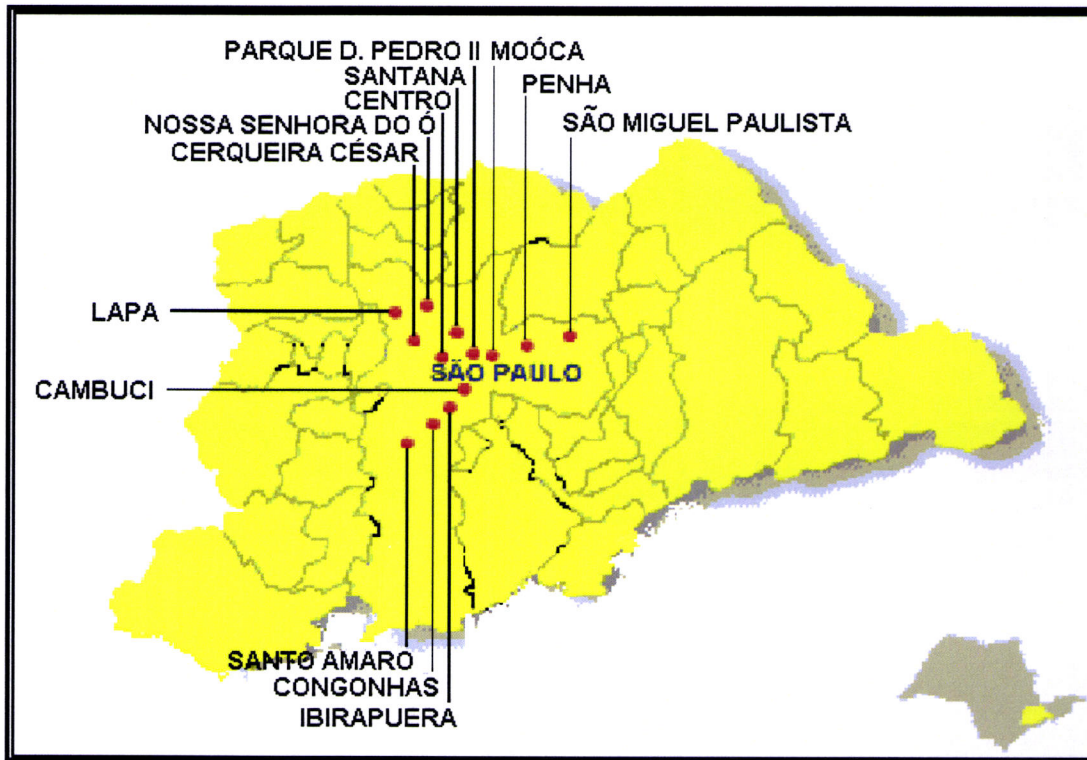 PARQUE D. PEDRO II MOÓCA
SANTANA
PENHA
CENTRO
NOSSA SENHORA DO Ó
SÃO MIGUEL PAULISTA
CERQUEIRA CÉSAR
LAPA
SÃO PAULO
CAMBUCI
SANTO AMARO
CONGONHAS
IBIRAPUERA